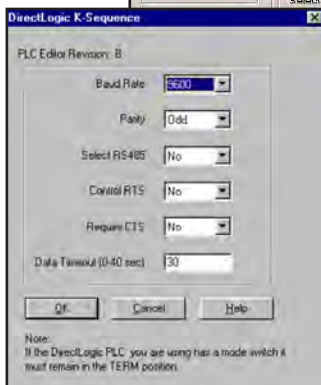 DirectLogic K-Sequence
PLC Editor Revision: B
Baud Rate 9600
Parity Odd
Select RS485 No
Control RTS No
Require CTS No
Data Timeout (0-40 sec) 30
OK Cancel Help
Note:
If the DirectLogic PLC you are using has a mode switch it
must remain in the TERM position.